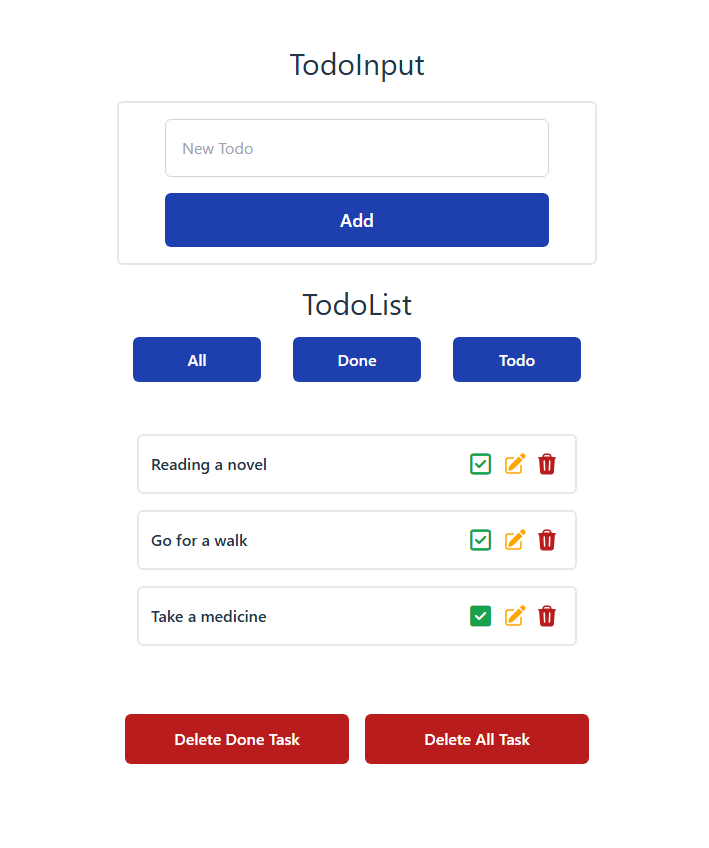 TodoInput
New Todo
Add
TodoList
All Done Todo
Reading a novel
Go for a walk
Take a medicine
Delete Done Task Delete All Task